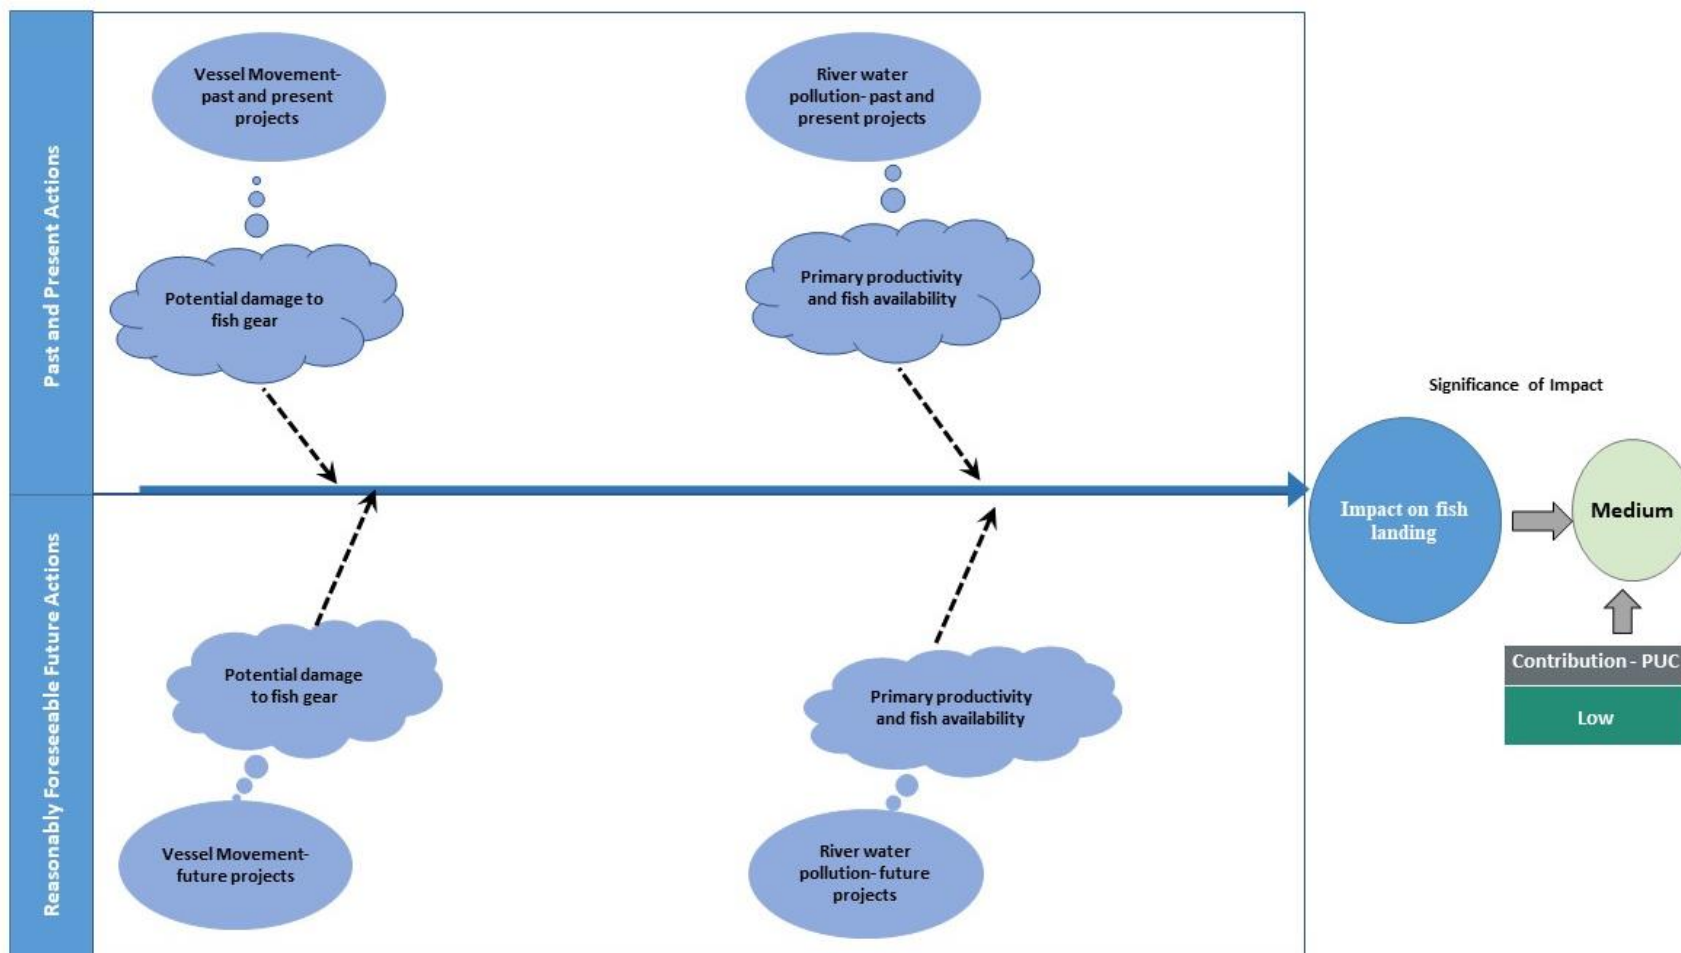 Past and Present Actions
Vessel Movement-
past and present
projects
River water
pollution- past and
present projects
Potential damage to
fish gear
Primary productivity
and fish availability
Significance of Impact
Impact on fish
landing
Medium
Contribution - PUC
Low
Reasonably Foreseeable Future Actions
Potential damage
to fish gear
Primary productivity
and fish availability
Vessel Movement-
future projects
River water
pollution- future
projects